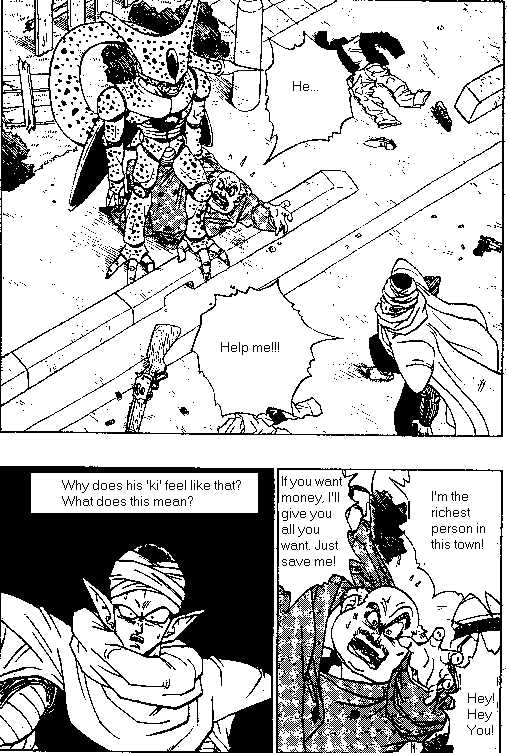 He...
Help me!!!
Why does his 'ki' feel like that?
What does this mean?
If you want
money, I'll
give you
all you
want. Just
save me!
I'm the
richest
person in
this town!
Hey!
Hey
You!